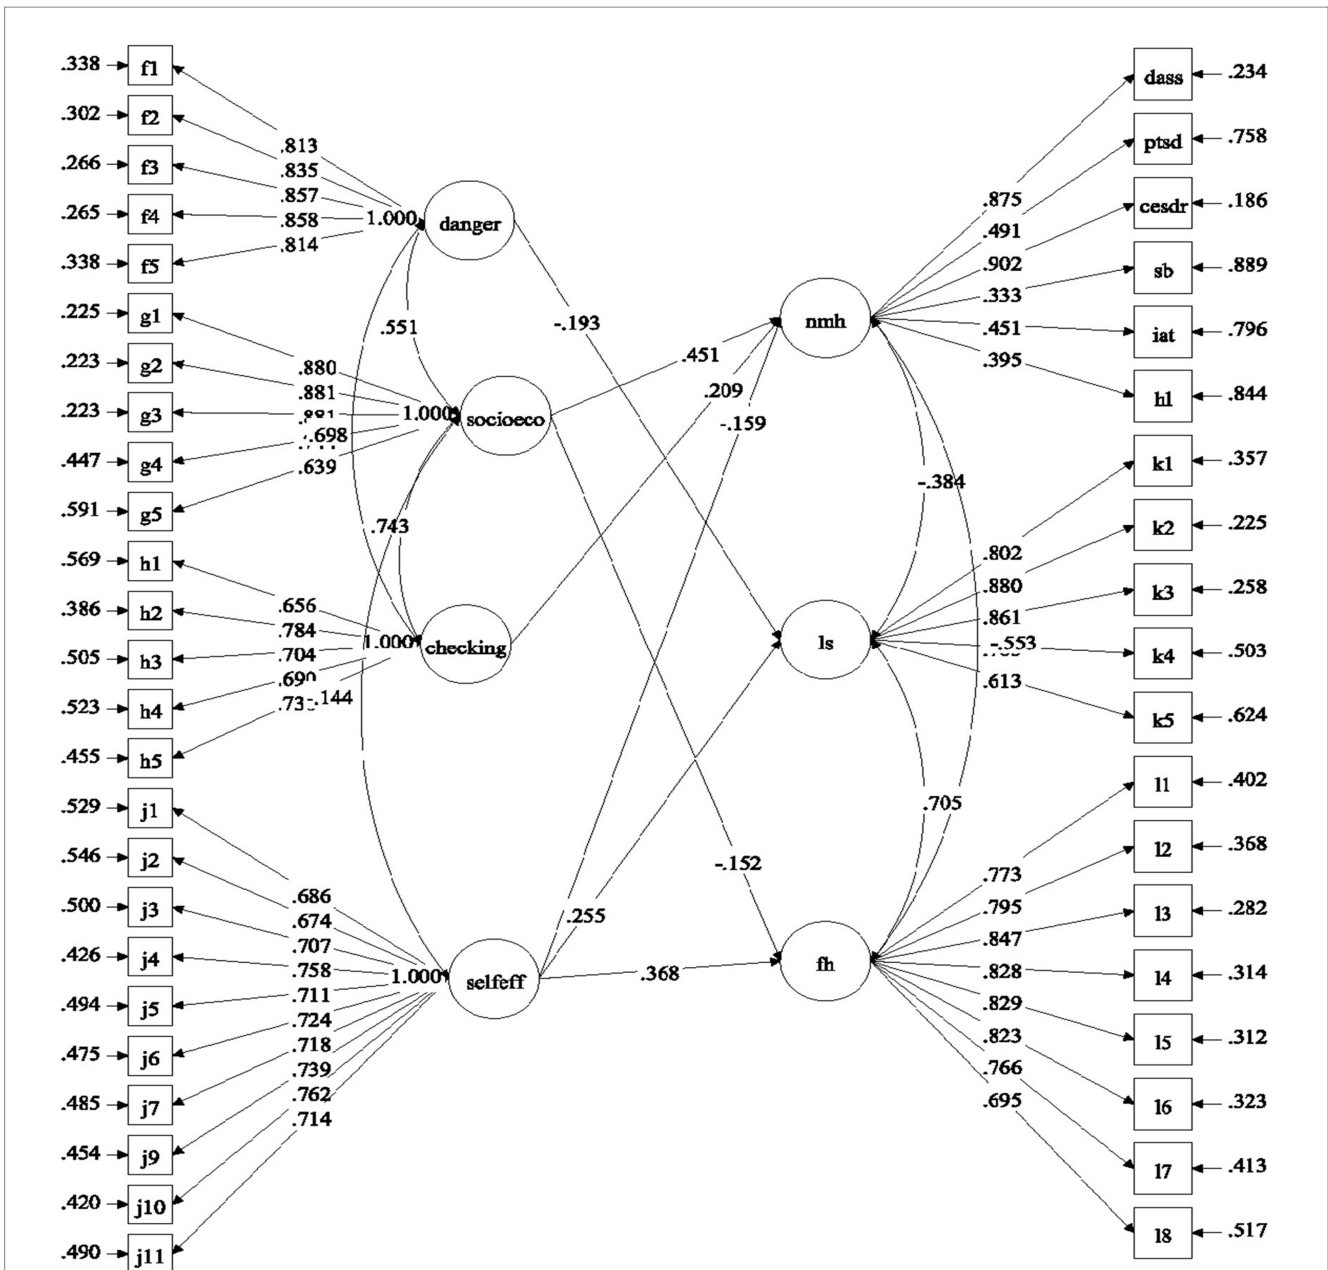 .338 f1
.302 f2
.266 f3
.265 f4
.338 f5
.225 g1
.223 g2
.223 g3
.447 g4
.591 g5
.569 h1
.386 h2
.505 h3
.523 h4
.455 h5
.529 j1
.546 j2
.500 j3
.426 j4
.494 j5
.475 j6
.485 j7
.454 j9
.420 j10
.490 j11
.813
.835
.857
.858
.814
1.000 danger
.551
.880
.881
.881
.698
.639
1.000 socioeco
.743
.656
.784
.704
.690
-.144
1.000 checking
.686
.674
.707
.758
.711
.724
.718
.739
.762
.714
1.000 selfeff
-.193
.451
.209
-.159
-.152
.255
.368
nmh
ls
fh
-.384
-.553
.705
.875
.491
.902
.333
.451
.395
.802
.880
.861
.613
.773
.795
.847
.828
.829
.823
.766
.695
dass .234
ptsd .758
cesdr .186
sb .889
iat .796
hl .844
k1 .357
k2 .225
k3 .258
k4 .503
k5 .624
l1 .402
l2 .368
l3 .282
l4 .314
l5 .312
l6 .323
l7 .413
l8 .517